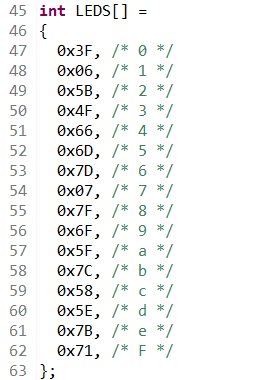 45 int LEDS[] =
46 {
47 0x3F, /* 0 */
48 0x06, /* 1 */
49 0x5B, /* 2 */
50 0x4F, /* 3 */
51 0x66, /* 4 */
52 0x6D, /* 5 */
53 0x7D, /* 6 */
54 0x07, /* 7 */
55 0x7F, /* 8 */
56 0x6F, /* 9 */
57 0x5F, /* a */
58 0x7C, /* b */
59 0x58, /* c */
60 0x5E, /* d */
61 0x7B, /* e */
62 0x71, /* F */
63 };